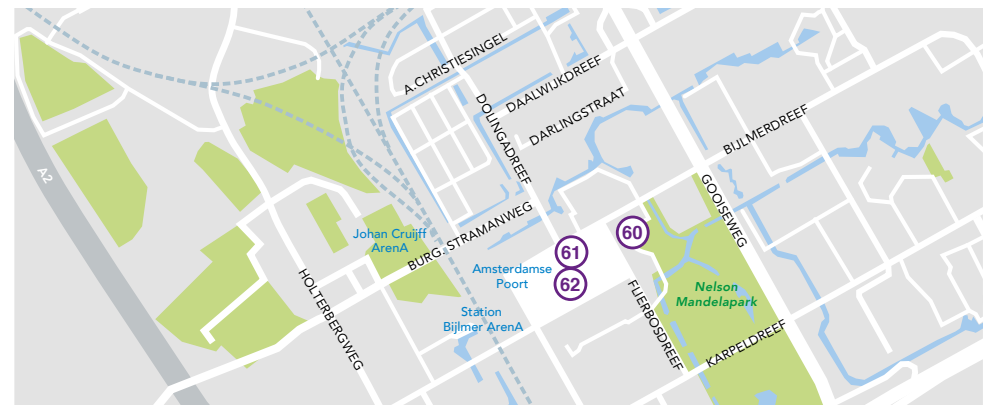 A.CHRISTIESINGEL
DAALWIJKDREEF
DOLINGADREEF
DARLINGSTRAAT
BIJLMERDREEF
A2
GOOISEWEG
BURG. STRAMANWEG
Johan Cruijff
ArenA
60
61
Amsterdamse
Poort
62
HOLTERBERGWEG
Nelson
Mandelapark
FLIERBOSDREEF
Station
Bijlmer ArenA
KARPELDREEF